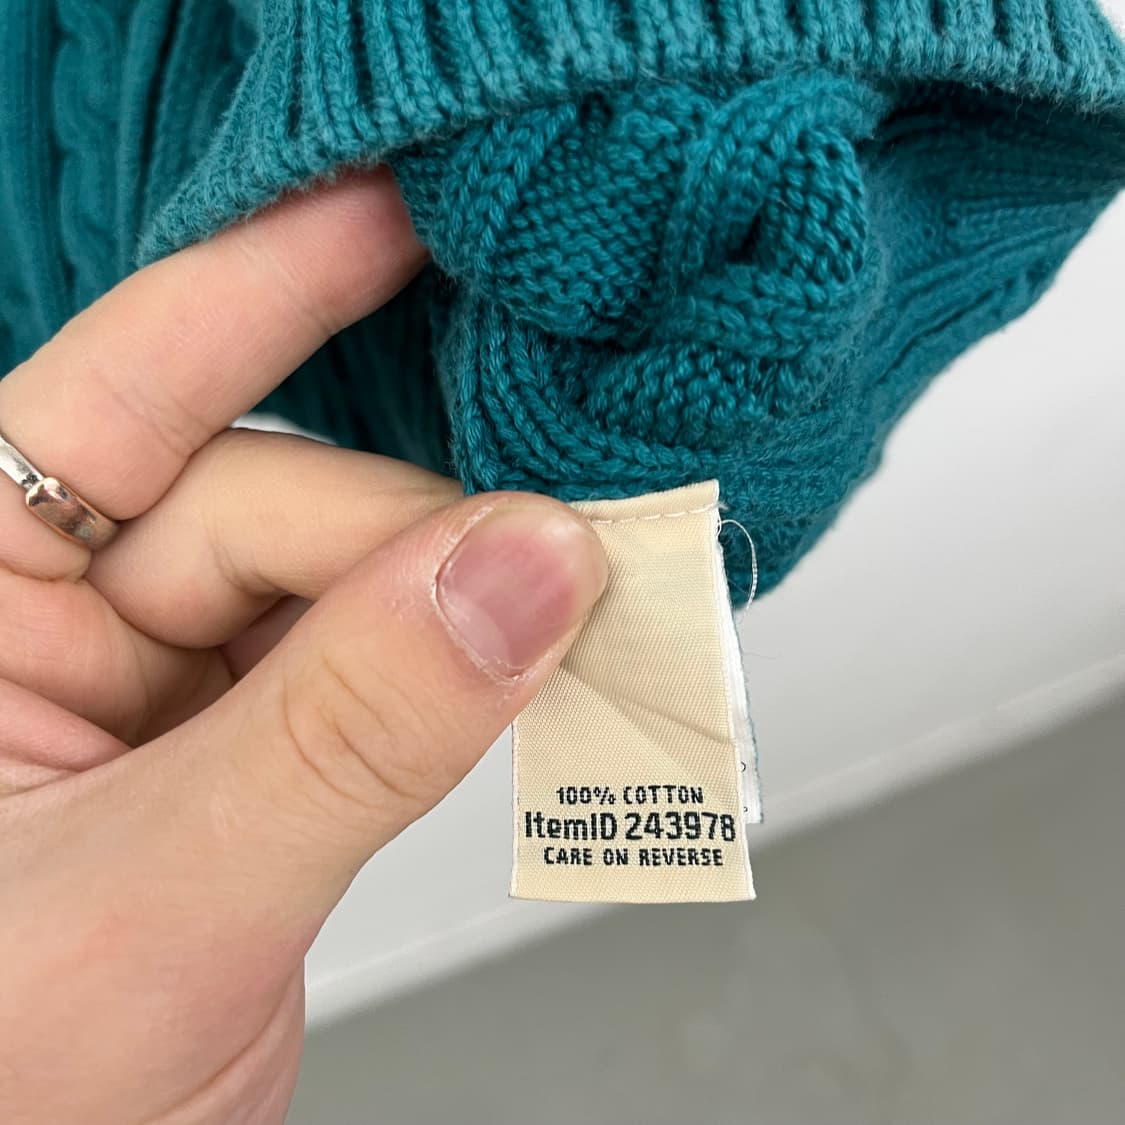 100% COTTON
ItemID 243978
CARE ON REVERSE